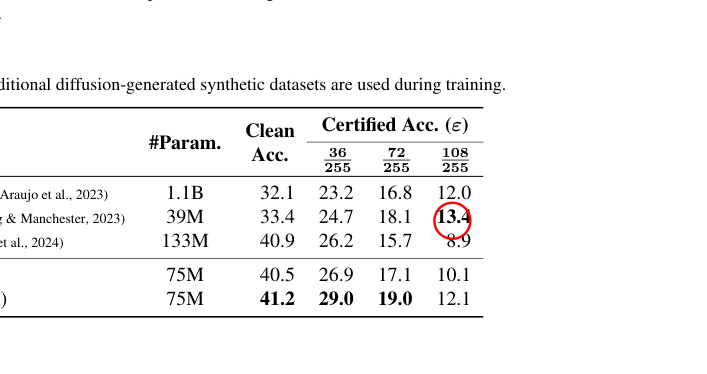 ditional diffusion-generated synthetic datasets are used during training.
#Param. Clean Acc. Certified Acc. (ε)
36/255 72/255 108/255
Araujo et al., 2023) 1.1B 32.1 23.2 16.8 12.0
& Manchester, 2023) 39M 33.4 24.7 18.1 13.4
et al., 2024) 133M 40.9 26.2 15.7 8.9
75M 40.5 26.9 17.1 10.1
) 75M 41.2 29.0 19.0 12.1